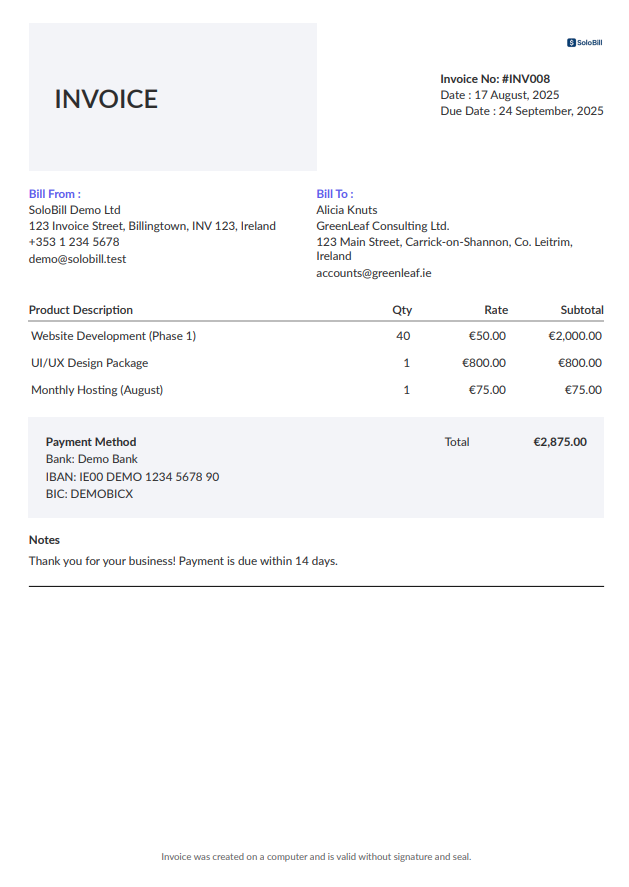 SoloBill
INVOICE
Invoice No: #INV008
Date : 17 August, 2025
Due Date : 24 September, 2025
Bill From :
SoloBill Demo Ltd
123 Invoice Street, Billingtown, INV 123, Ireland
+353 1 234 5678
demo@solobill.test
Bill To :
Alicia Knuts
GreenLeaf Consulting Ltd.
123 Main Street, Carrick-on-Shannon, Co. Leitrim,
Ireland
accounts@greenleaf.ie
Product Description Qty Rate Subtotal
Website Development (Phase 1) 40 €50.00 €2,000.00
UI/UX Design Package 1 €800.00 €800.00
Monthly Hosting (August) 1 €75.00 €75.00
Payment Method
Bank: Demo Bank
IBAN: IE00 DEMO 1234 5678 90
BIC: DEMOBICX
Total €2,875.00
Notes
Thank you for your business! Payment is due within 14 days.
Invoice was created on a computer and is valid without signature and seal.